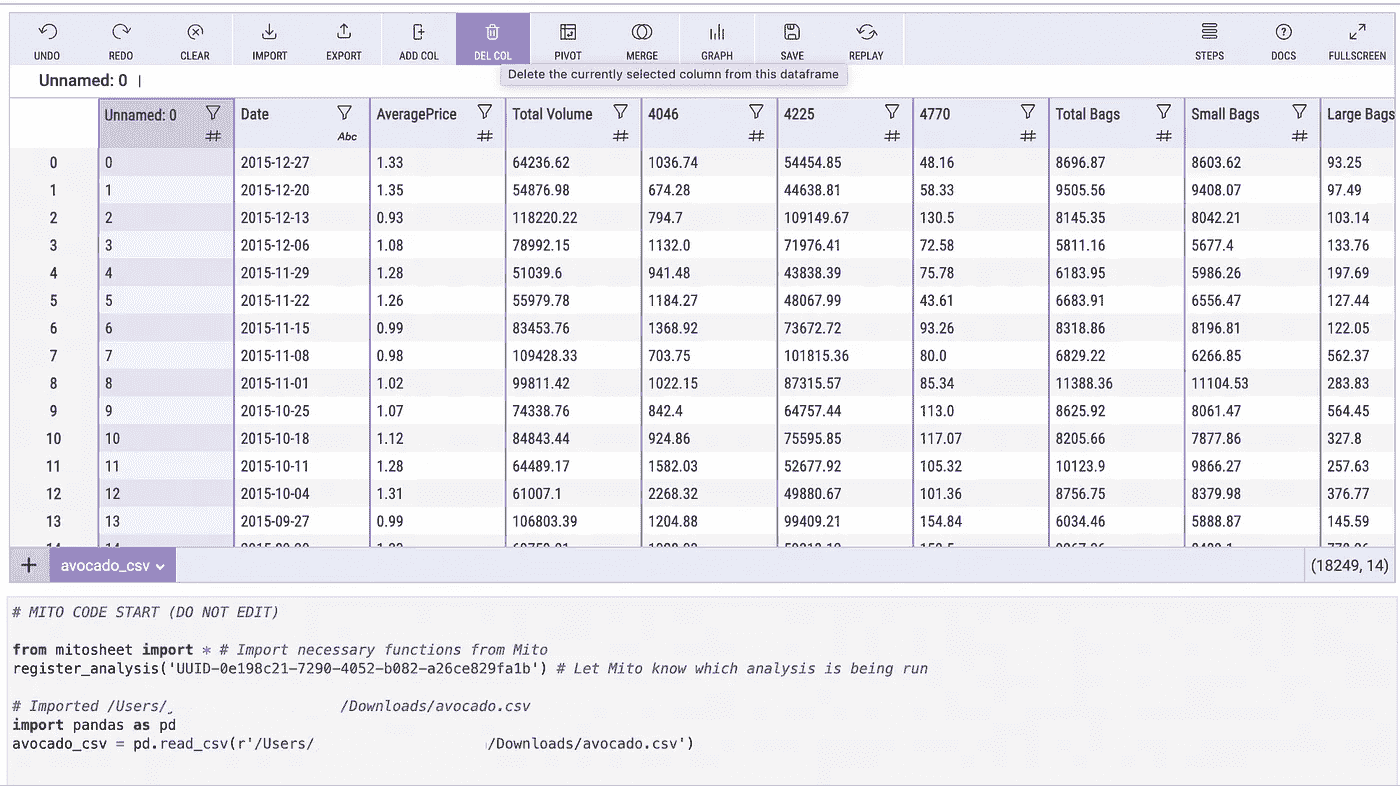 UNDO REDO CLEAR IMPORT EXPORT ADD COL DEL COL PIVOT MERGE GRAPH SAVE REPLAY STEPS DOCS FULLSCREEN
Delete the currently selected column from this dataframe
Unnamed: 0
Unnamed: 0 Date AveragePrice Total Volume 4046 4225 4770 Total Bags Small Bags Large Bags
# Abc # # # # # # #
0 0 2015-12-27 1.33 64236.62 1036.74 54454.85 48.16 8696.87 8603.62 93.25
1 1 2015-12-20 1.35 54876.98 674.28 44638.81 58.33 9505.56 9408.07 97.49
2 2 2015-12-13 0.93 118220.22 794.7 109149.67 130.5 8145.35 8042.21 103.14
3 3 2015-12-06 1.08 78992.15 1132.0 71976.41 72.58 5811.16 5677.4 133.76
4 4 2015-11-29 1.28 51039.6 941.48 43838.39 75.78 6183.95 5986.26 197.69
5 5 2015-11-22 1.26 55979.78 1184.27 48067.99 43.61 6683.91 6556.47 127.44
6 6 2015-11-15 0.99 83453.76 1368.92 73672.72 93.26 8318.86 8196.81 122.05
7 7 2015-11-08 0.98 109428.33 703.75 101815.36 80.0 6829.22 6266.85 562.37
8 8 2015-11-01 1.02 99811.42 1022.15 87315.57 85.34 11388.36 11104.53 283.83
9 9 2015-10-25 1.07 74338.76 842.4 64757.44 113.0 8625.92 8061.47 564.45
10 10 2015-10-18 1.12 84843.44 924.86 75595.85 117.07 8205.66 7877.86 327.8
11 11 2015-10-11 1.28 64489.17 1582.03 52677.92 105.32 10123.9 9866.27 257.63
12 12 2015-10-04 1.31 61007.1 2268.32 49880.67 101.36 8756.75 8379.98 376.77
13 13 2015-09-27 0.99 106803.39 1204.88 99409.21 154.84 6034.46 5888.87 145.59
+ avocado_csv (18249, 14)
# MITO CODE START (DO NOT EDIT)
from mitosheet import * # Import necessary functions from Mito
register_analysis('UUID-0e198c21-7290-4052-b082-a26ce829fa1b') # Let Mito know which analysis is being run
# Imported /Users/ /Downloads/avocado.csv
import pandas as pd
avocado_csv = pd.read_csv(r'/Users/ /Downloads/avocado.csv')